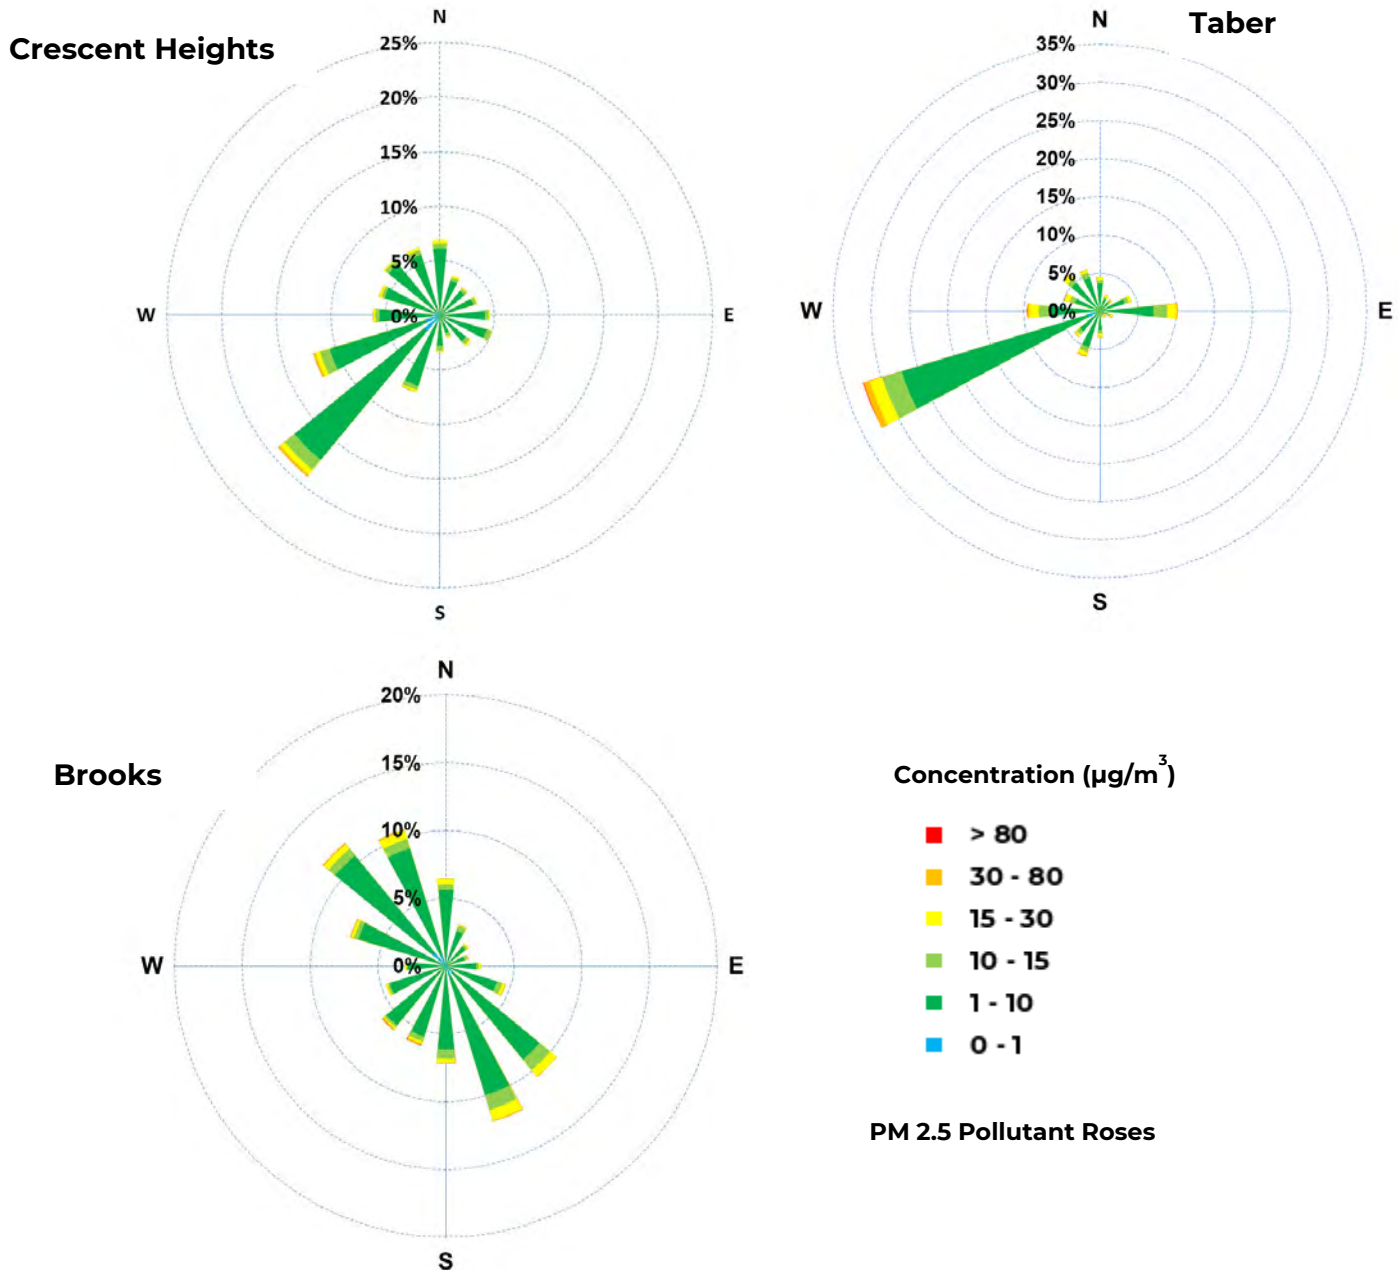 Crescent Heights
N
25%
20%
15%
10%
5%
0%
W
E
S
Taber
N
35%
30%
25%
20%
15%
10%
5%
0%
W
E
S
Brooks
N
20%
15%
10%
5%
0%
W
E
S
Concentration (µg/m³)
> 80
30 - 80
15 - 30
10 - 15
1 - 10
0 - 1
PM 2.5 Pollutant Roses